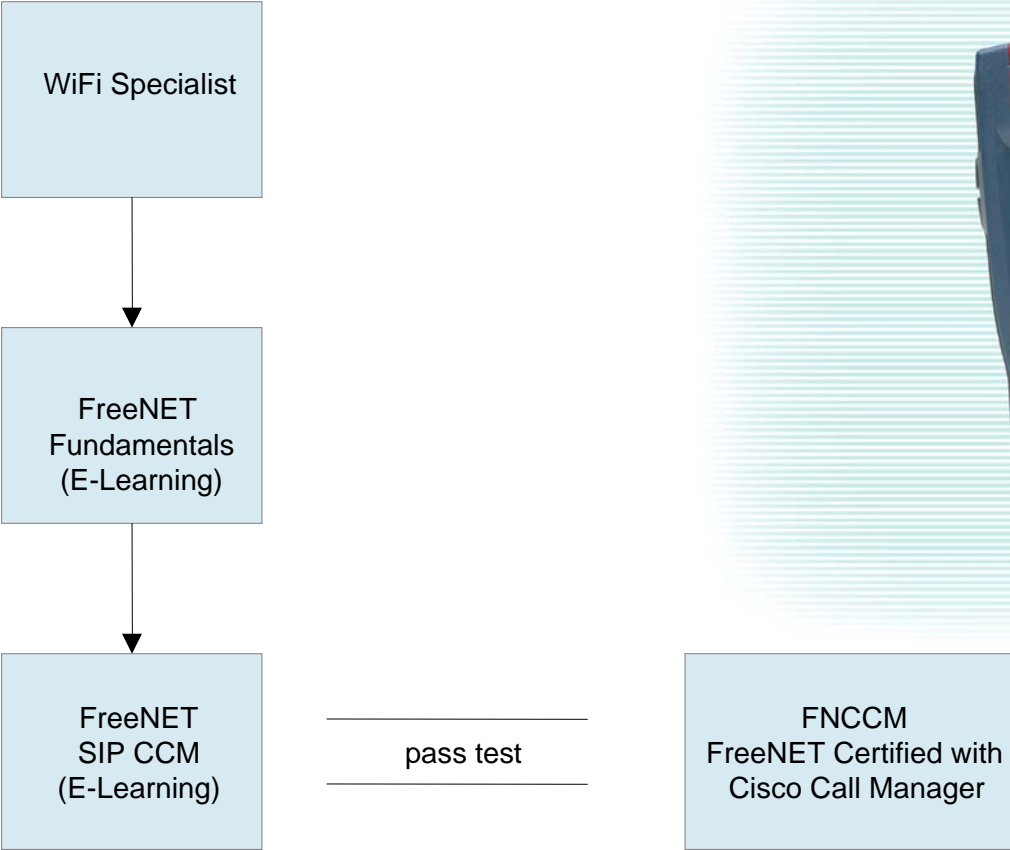 WiFi Specialist
FreeNET
Fundamentals
(E-Learning)
FreeNET
SIP CCM
(E-Learning)
pass test
FNCCM
FreeNET Certified with
Cisco Call Manager